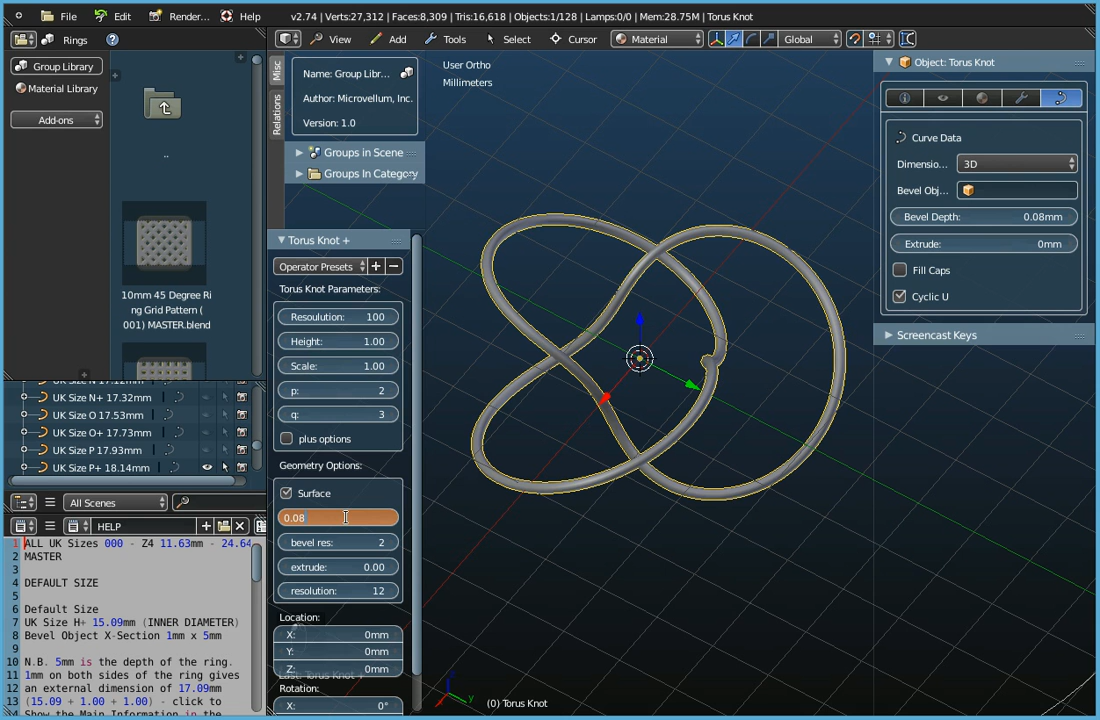 File
Edit
Render...
Help
v2.74 | Verts:27,312 | Faces:8,309 | Tris:16,618 | Objects:1/128 | Lamps:0/0 | Mem:28.75M | Torus Knot
Rings
View
Add
Tools
Select
Cursor
Material
Global
Group Library
Material Library
Add-ons
..
10mm 45 Degree Ri
ng Grid Pattern (
001) MASTER.blend
Misc
Relations
Name: Group Libr...
Author: Microvellum, Inc.
Version: 1.0
Groups in Scene
Groups In Category
User Ortho
Millimeters
Torus Knot +
Operator Presets
Torus Knot Parameters:
Resoulution: 100
Height: 1.00
Scale: 1.00
p: 2
q: 3
plus options
Geometry Options:
Surface
0.08
bevel res: 2
extrude: 0.00
resolution: 12
Location:
X: 0mm
Y: 0mm
Z: 0mm
Rotation:
X: 0°
Object: Torus Knot
Curve Data
Dimensio... 3D
Bevel Obj...
Bevel Depth: 0.08mm
Extrude: 0mm
Fill Caps
Cyclic U
Screencast Keys
UK Size N 17.12mm
UK Size N+ 17.32mm
UK Size O 17.53mm
UK Size O+ 17.73mm
UK Size P 17.93mm
UK Size P+ 18.14mm
All Scenes
HELP
1 ALL UK Sizes 000 - Z4 11.63mm - 24.64
2 MASTER
3
4 DEFAULT SIZE
5
6 Default Size
7 UK Size H+ 15.09mm (INNER DIAMETER)
8 Bevel Object X-Section 1mm x 5mm
9
10 N.B. 5mm is the depth of the ring.
11 1mm on both sides of the ring gives
12 an external dimension of 17.09mm
13 (15.09 + 1.00 + 1.00) - click to
Show the Main Information in the
(0) Torus Knot